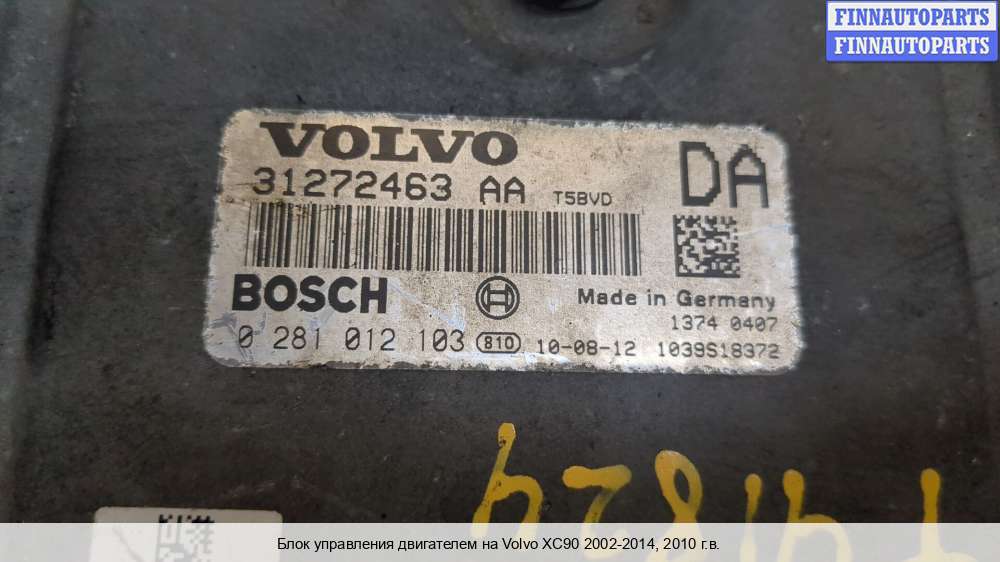 FINNAUTOPARTS
FINNAUTOPARTS
VOLVO
DA
31272463 AA T5BVD
BOSCH
Made in Germany
1374 0407
0 281 012 103 810 10-08-12 1039S18372
Блок управления двигателем на Volvo XC90 2002-2014, 2010 г.в.